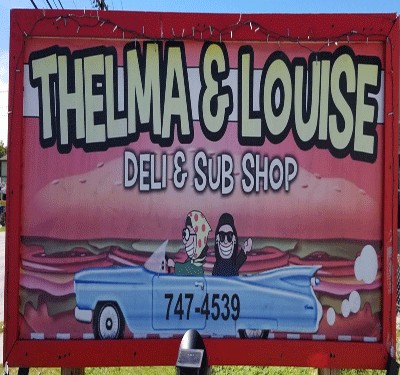 THELMA & LOUISE
DELI & SUB SHOP
747-4539